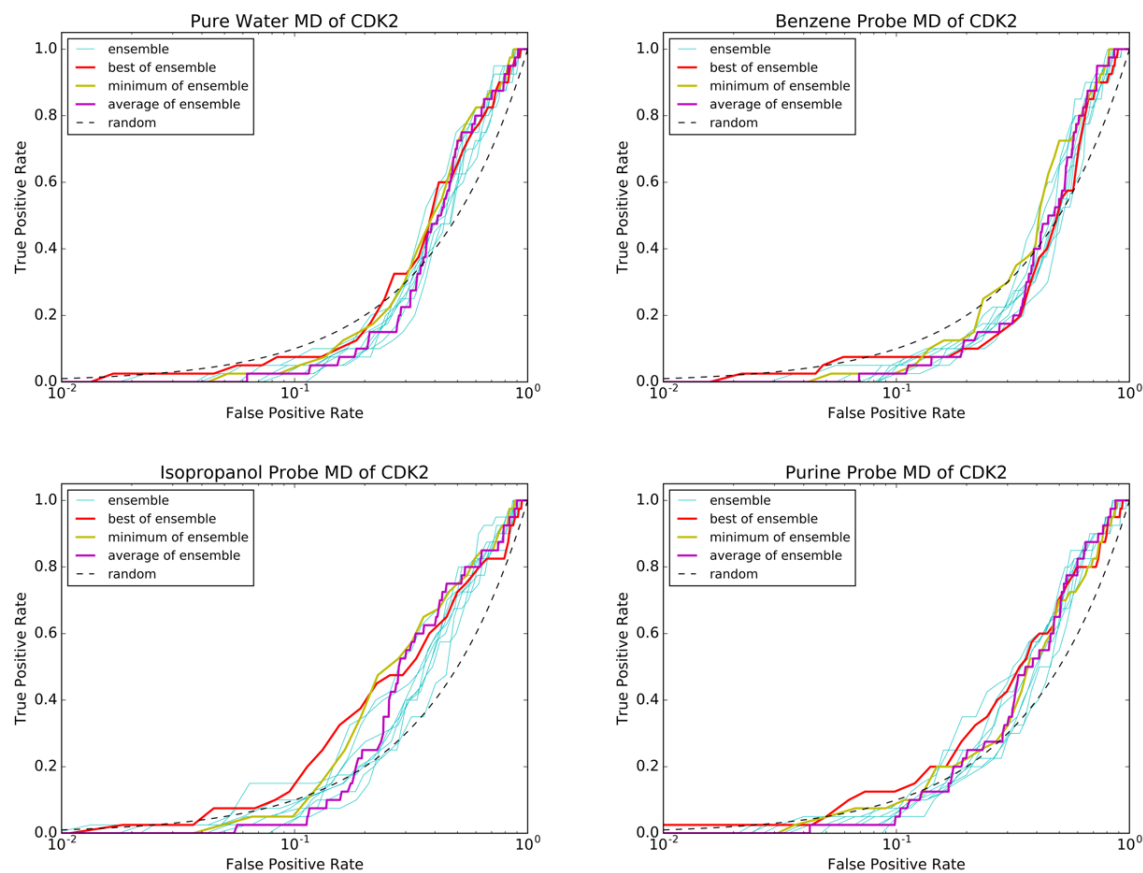 Pure Water MD of CDK2
1.0
0.8
0.6
0.4
0.2
0.0
True Positive Rate
ensemble
best of ensemble
minimum of ensemble
average of ensemble
random
10⁻²
10⁻¹
10⁰
False Positive Rate
Benzene Probe MD of CDK2
1.0
0.8
0.6
0.4
0.2
0.0
True Positive Rate
ensemble
best of ensemble
minimum of ensemble
average of ensemble
random
10⁻²
10⁻¹
10⁰
False Positive Rate
Isopropanol Probe MD of CDK2
1.0
0.8
0.6
0.4
0.2
0.0
True Positive Rate
ensemble
best of ensemble
minimum of ensemble
average of ensemble
random
10⁻²
10⁻¹
10⁰
False Positive Rate
Purine Probe MD of CDK2
1.0
0.8
0.6
0.4
0.2
0.0
True Positive Rate
ensemble
best of ensemble
minimum of ensemble
average of ensemble
random
10⁻²
10⁻¹
10⁰
False Positive Rate